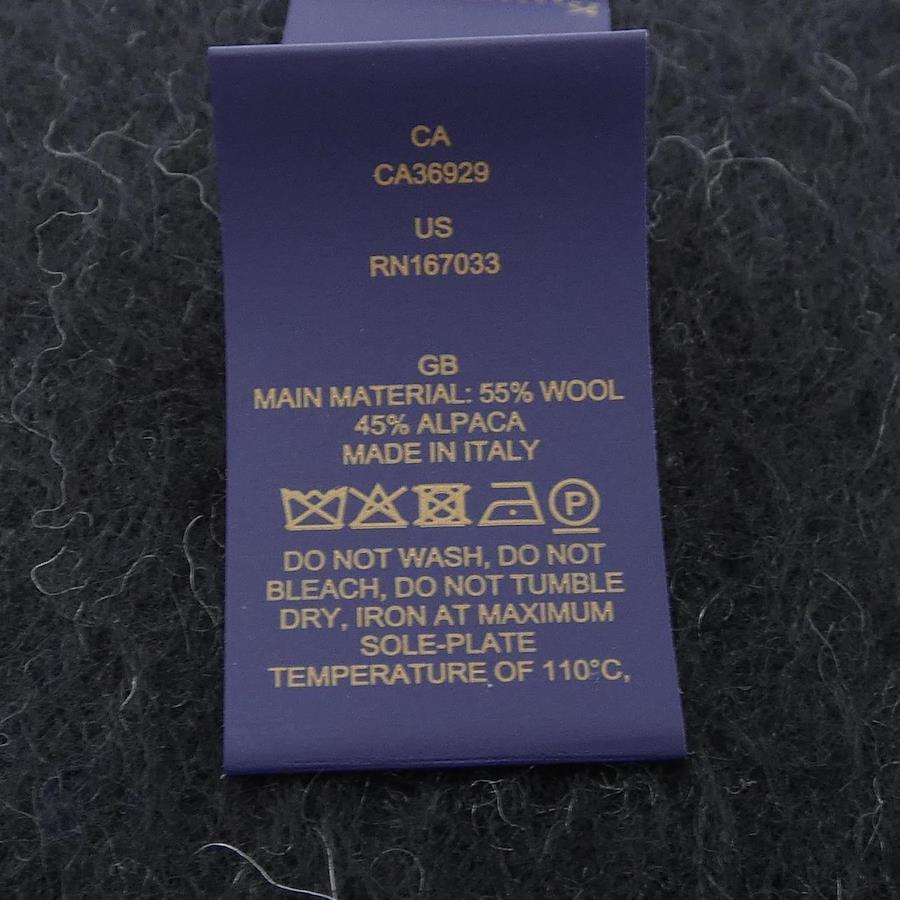 CA
CA36929
US
RN167033
GB
MAIN MATERIAL: 55% WOOL
45% ALPACA
MADE IN ITALY
P
DO NOT WASH, DO NOT
BLEACH, DO NOT TUMBLE
DRY, IRON AT MAXIMUM
SOLE-PLATE
TEMPERATURE OF 110°C,